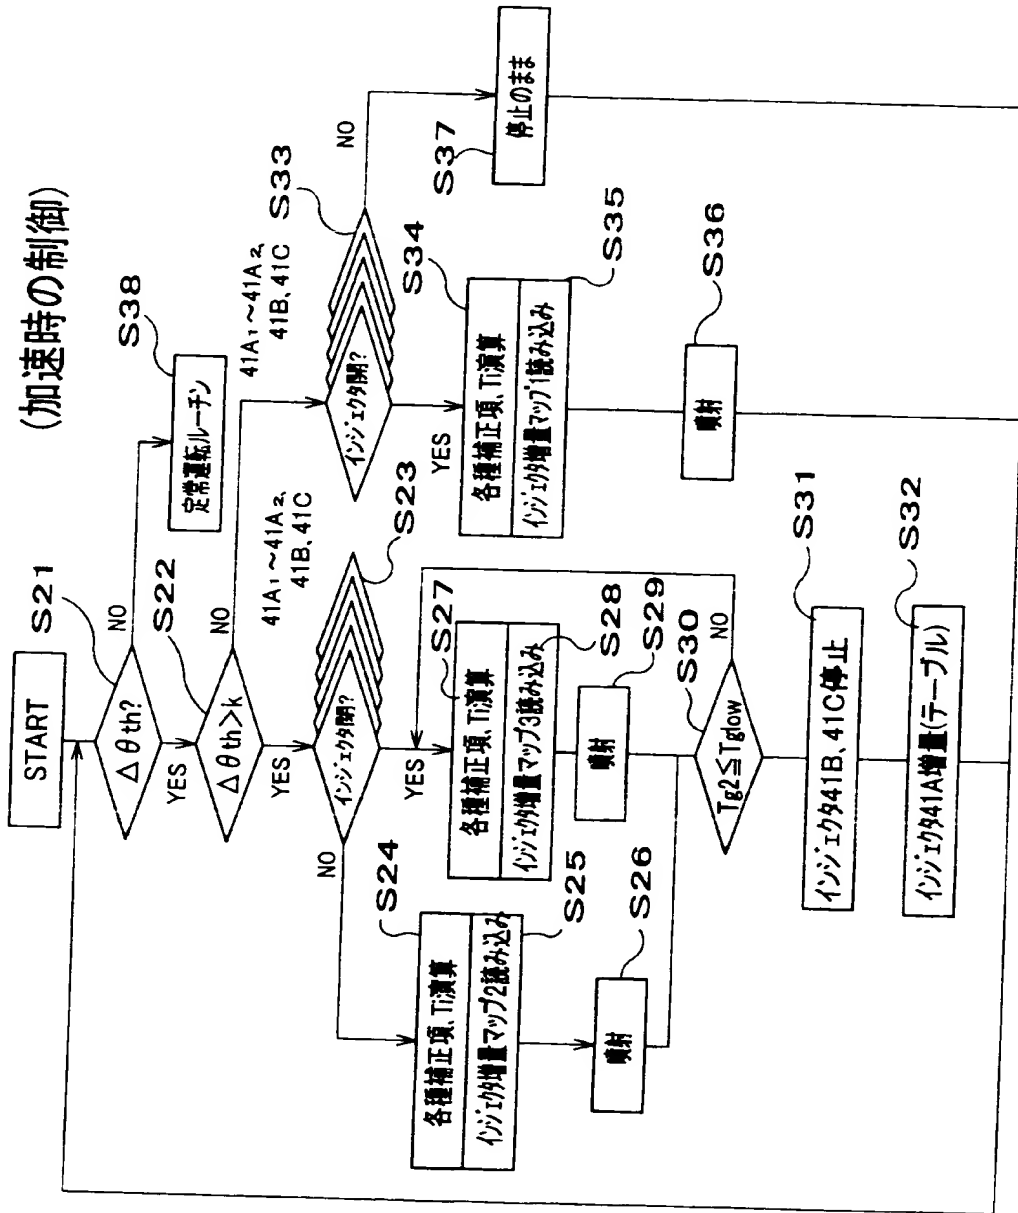 (加速時の制御)
START
S21
Δθth?
NO
S38
定常運転ルーチン
YES
S22
Δθth>k
NO
YES
41A₁~41A₂、
41B、41C
S23
インジェクタ閉?
NO
YES
41A₁~41A₂、
41B、41C
S33
インジェクタ開?
NO
YES
S37
停止のまま
S24
各種補正項、Ti演算
インジェクタ増量マップ2読み込み
S25
噴射
S26
S27
各種補正項、Ti演算
インジェクタ増量マップ3読み込み
S28
噴射
S29
S34
各種補正項、Ti演算
インジェクタ増量マップ1読み込み
S35
噴射
S36
S30
Tg2≦Tglow
NO
インジェクタ41B、41C停止
S31
インジェクタ41A増量(テーブル)
S32